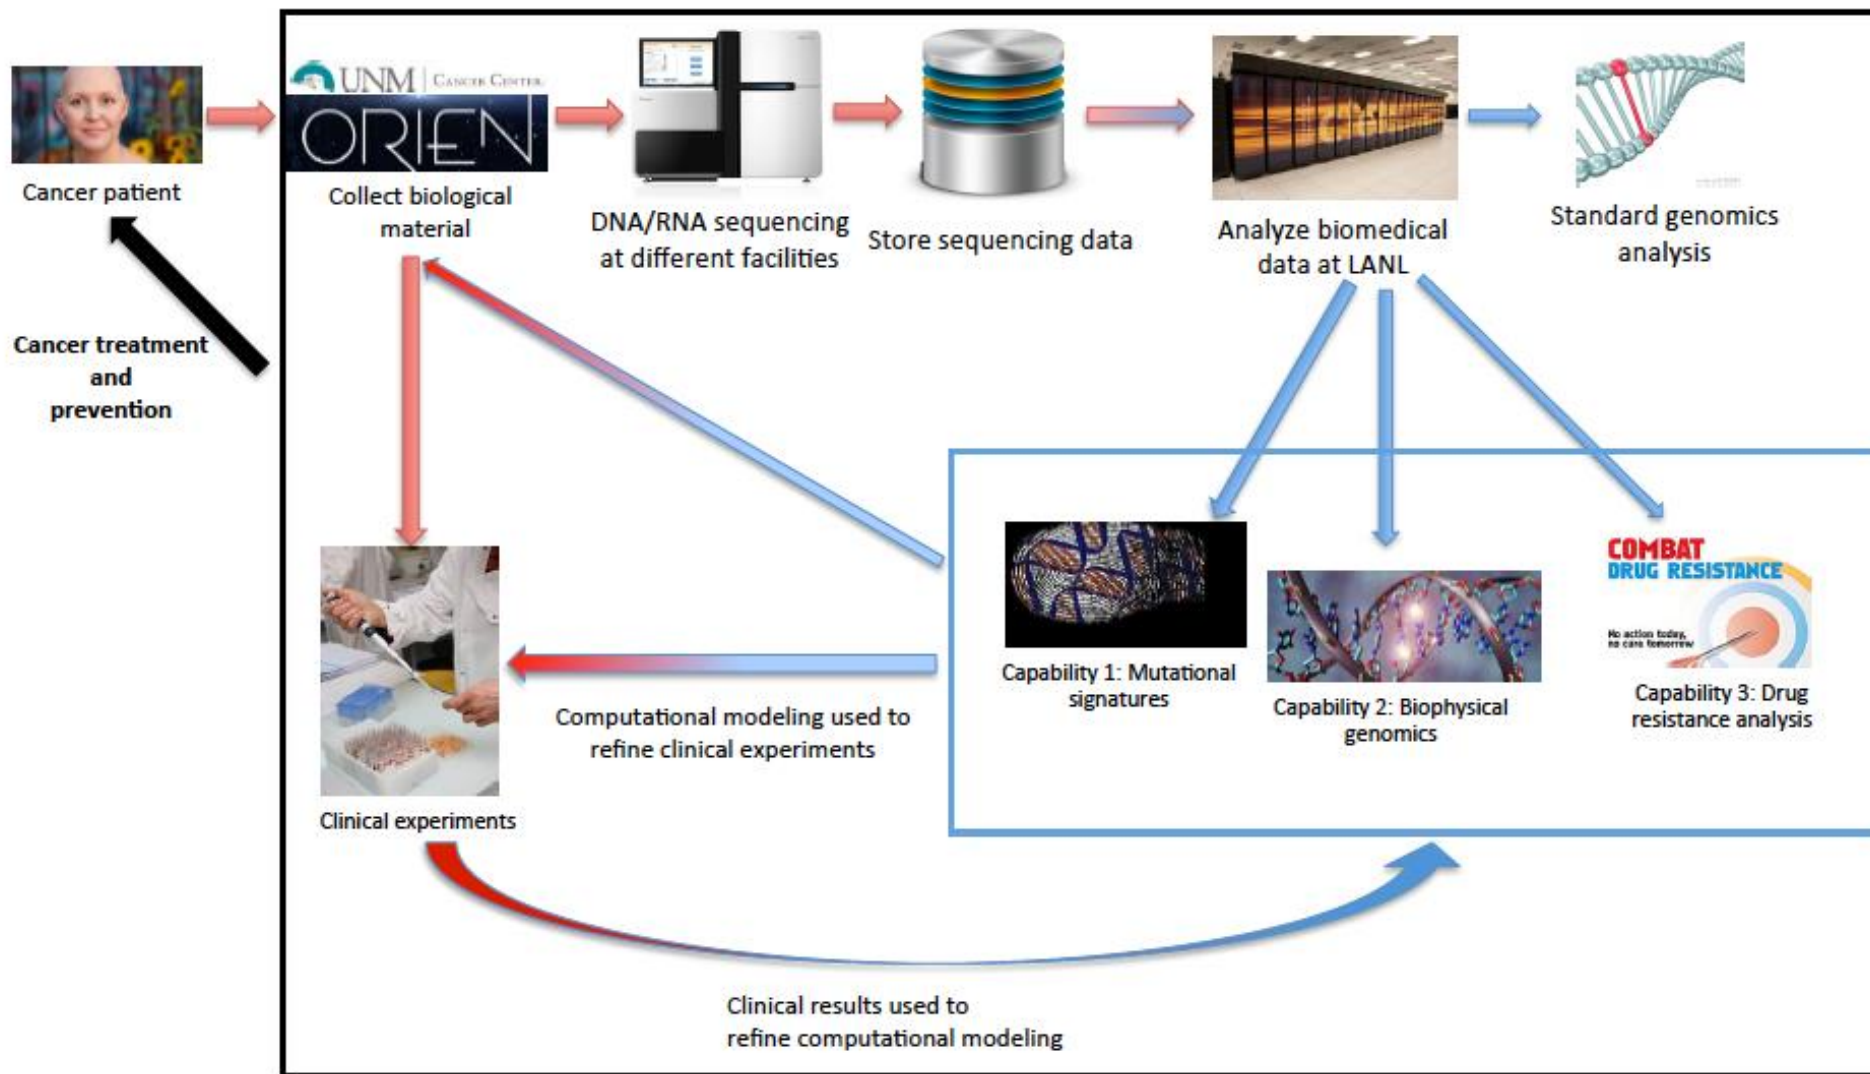 UNM | CANCER CENTER
ORIEN
Cancer patient
Collect biological
material
DNA/RNA sequencing
at different facilities
Store sequencing data
Analyze biomedical
data at LANL
Standard genomics
analysis
Cancer treatment
and
prevention
COMBAT
DRUG RESISTANCE
No action today,
no cure tomorrow
Capability 1: Mutational
signatures
Capability 2: Biophysical
genomics
Capability 3: Drug
resistance analysis
Computational modeling used to
refine clinical experiments
Clinical experiments
Clinical results used to
refine computational modeling